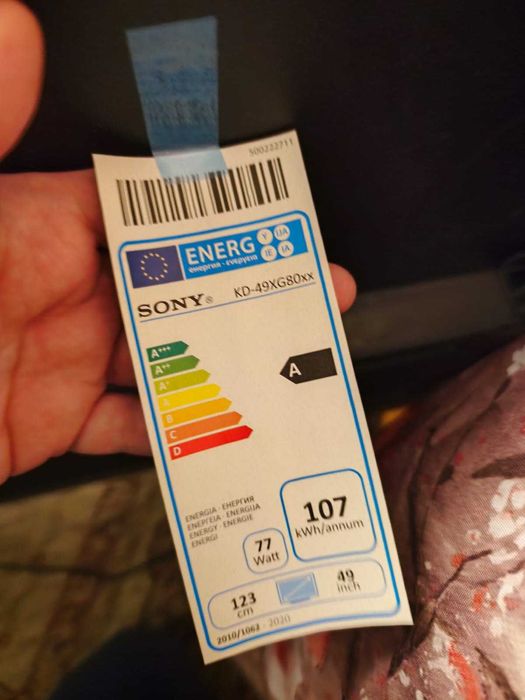 500222711
ENERG Y IJA
енергия · ενεργεια IE IA
SONY® KD-49XG80xx
A+++
A++
A+
A
B
C
D
A
ENERGIA · ЕНЕРГИЯ
ΕΝΕΡΓΕΙΑ · ENERGIJA
ENERGY · ENERGIE
ENERGI
77
Watt
107
kWh/annum
123
cm
49
inch
2010/1062 - 2020